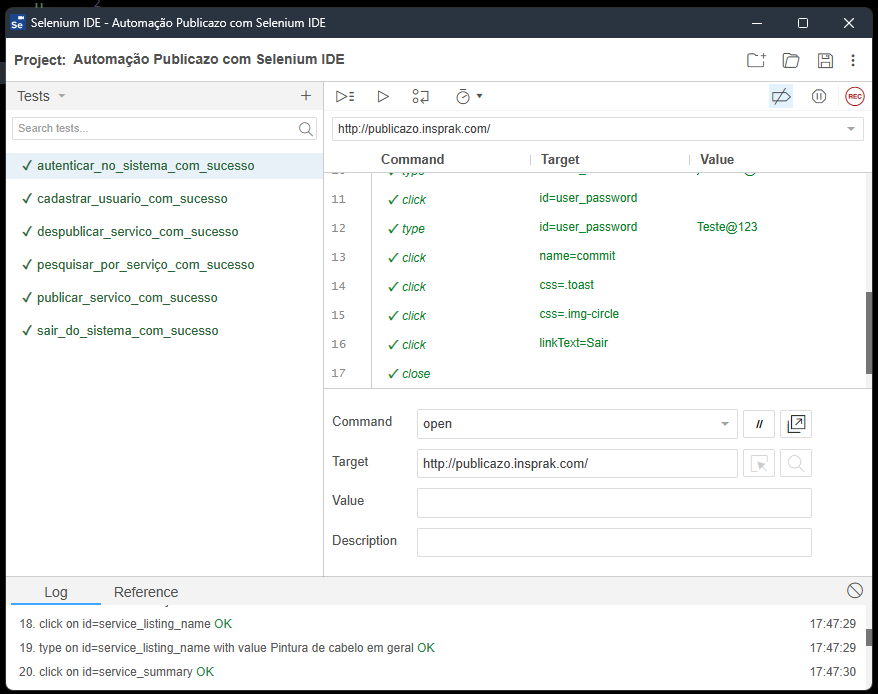 Selenium IDE - Automação Publicazo com Selenium IDE
Project: Automação Publicazo com Selenium IDE
Tests
Search tests...
✓ autenticar_no_sistema_com_sucesso
✓ cadastrar_usuario_com_sucesso
✓ despublicar_servico_com_sucesso
✓ pesquisar_por_serviço_com_sucesso
✓ publicar_servico_com_sucesso
✓ sair_do_sistema_com_sucesso
REC
http://publicazo.insprak.com/
Command Target Value
11 ✓ click id=user_password
12 ✓ type id=user_password Teste@123
13 ✓ click name=commit
14 ✓ click css=.toast
15 ✓ click css=.img-circle
16 ✓ click linkText=Sair
17 ✓ close
Command open //
Target http://publicazo.insprak.com/
Value
Description
Log Reference
18. click on id=service_listing_name OK 17:47:29
19. type on id=service_listing_name with value Pintura de cabelo em geral OK 17:47:29
20. click on id=service_summary OK 17:47:30